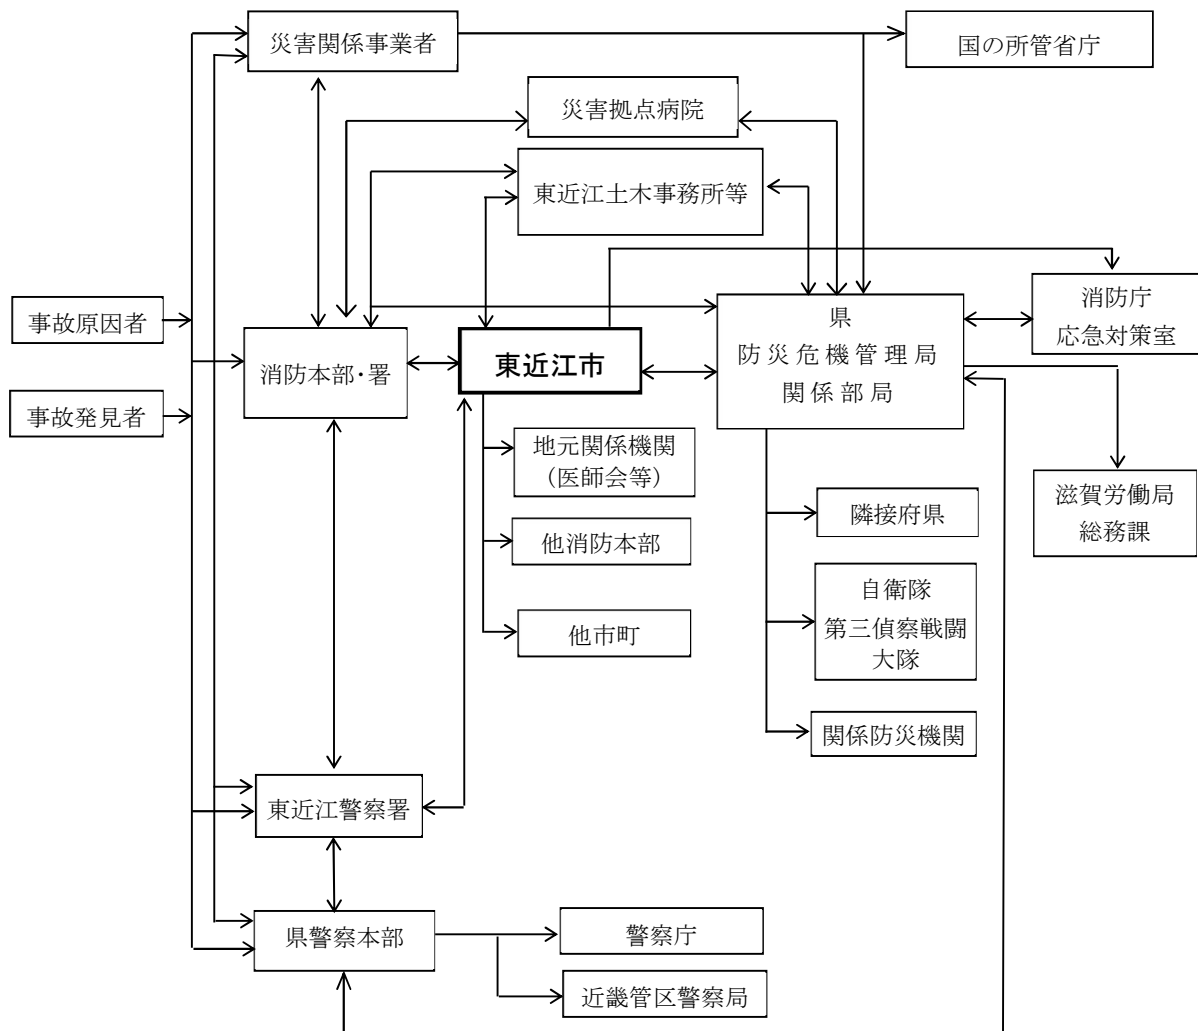 災害関係事業者
国の所管省庁
災害拠点病院
東近江土木事務所等
事故原因者
消防本部・署
東近江市
県
防災危機管理局
関係部局
消防庁
応急対策室
事故発見者
地元関係機関
（医師会等）
滋賀労働局
総務課
隣接府県
他消防本部
自衛隊
第三偵察戦闘
大隊
他市町
関係防災機関
東近江警察署
県警察本部
警察庁
近畿管区警察局